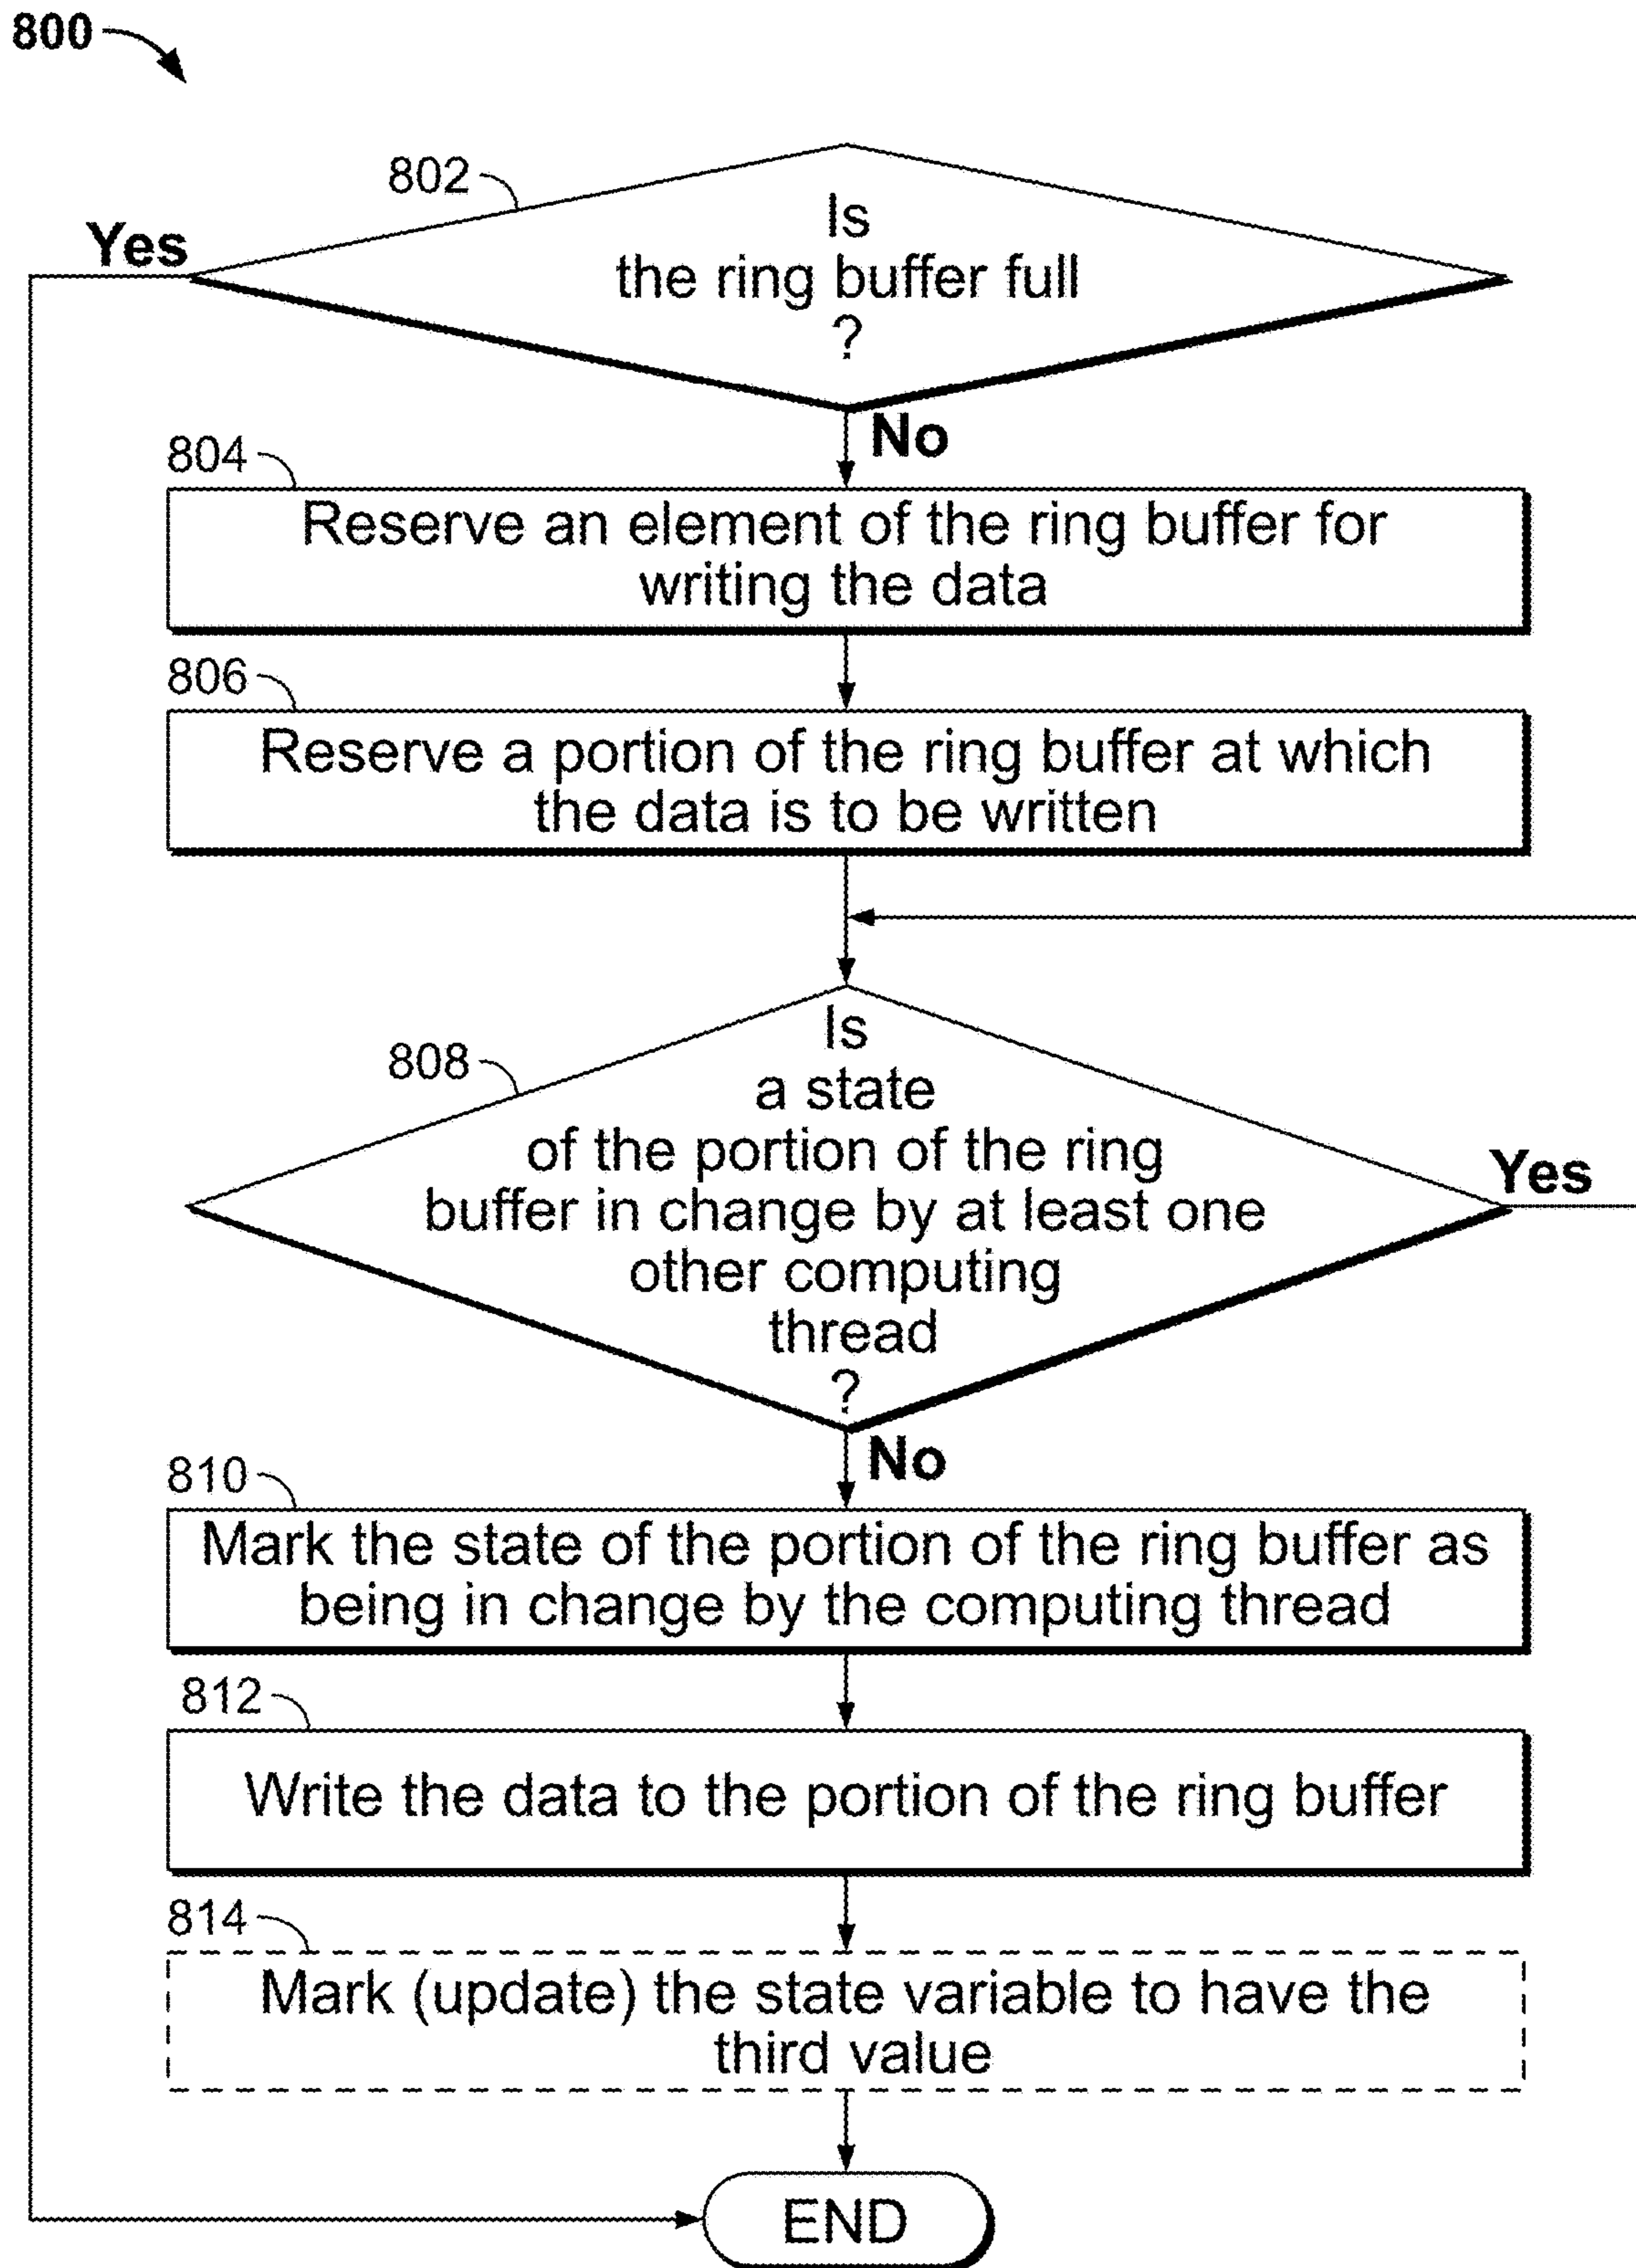 800
802
Yes
Is
the ring buffer full
?
No
804
Reserve an element of the ring buffer for
writing the data
806
Reserve a portion of the ring buffer at which
the data is to be written
808
Is
a state
of the portion of the ring
buffer in change by at least one
other computing
thread
?
Yes
No
810
Mark the state of the portion of the ring buffer as
being in change by the computing thread
812
Write the data to the portion of the ring buffer
814
Mark (update) the state variable to have the
third value
END